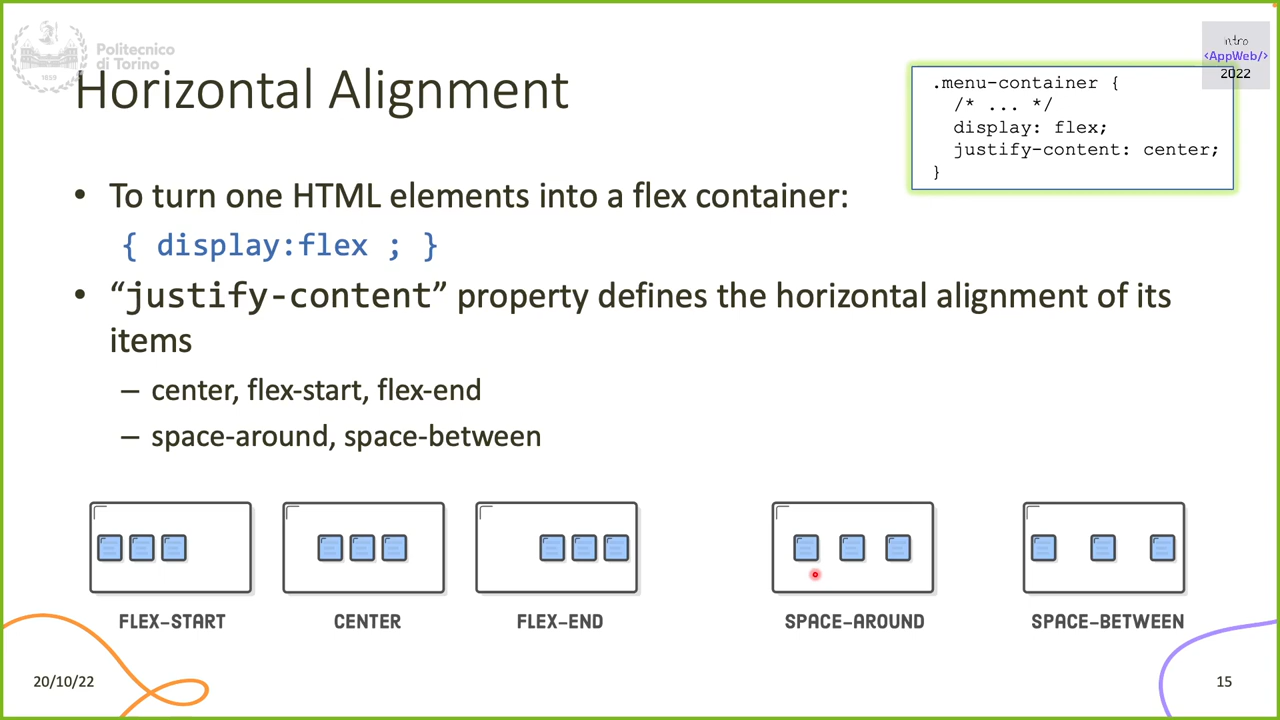 Politecnico
di Torino
1859
Horizontal Alignment
intro
<AppWeb/>
2022
.menu-container {
/* ... */
display: flex;
justify-content: center;
}
• To turn one HTML elements into a flex container:
{ display:flex ; }
• “justify-content” property defines the horizontal alignment of its
items
– center, flex-start, flex-end
– space-around, space-between
FLEX-START
CENTER
FLEX-END
SPACE-AROUND
SPACE-BETWEEN
20/10/22
15